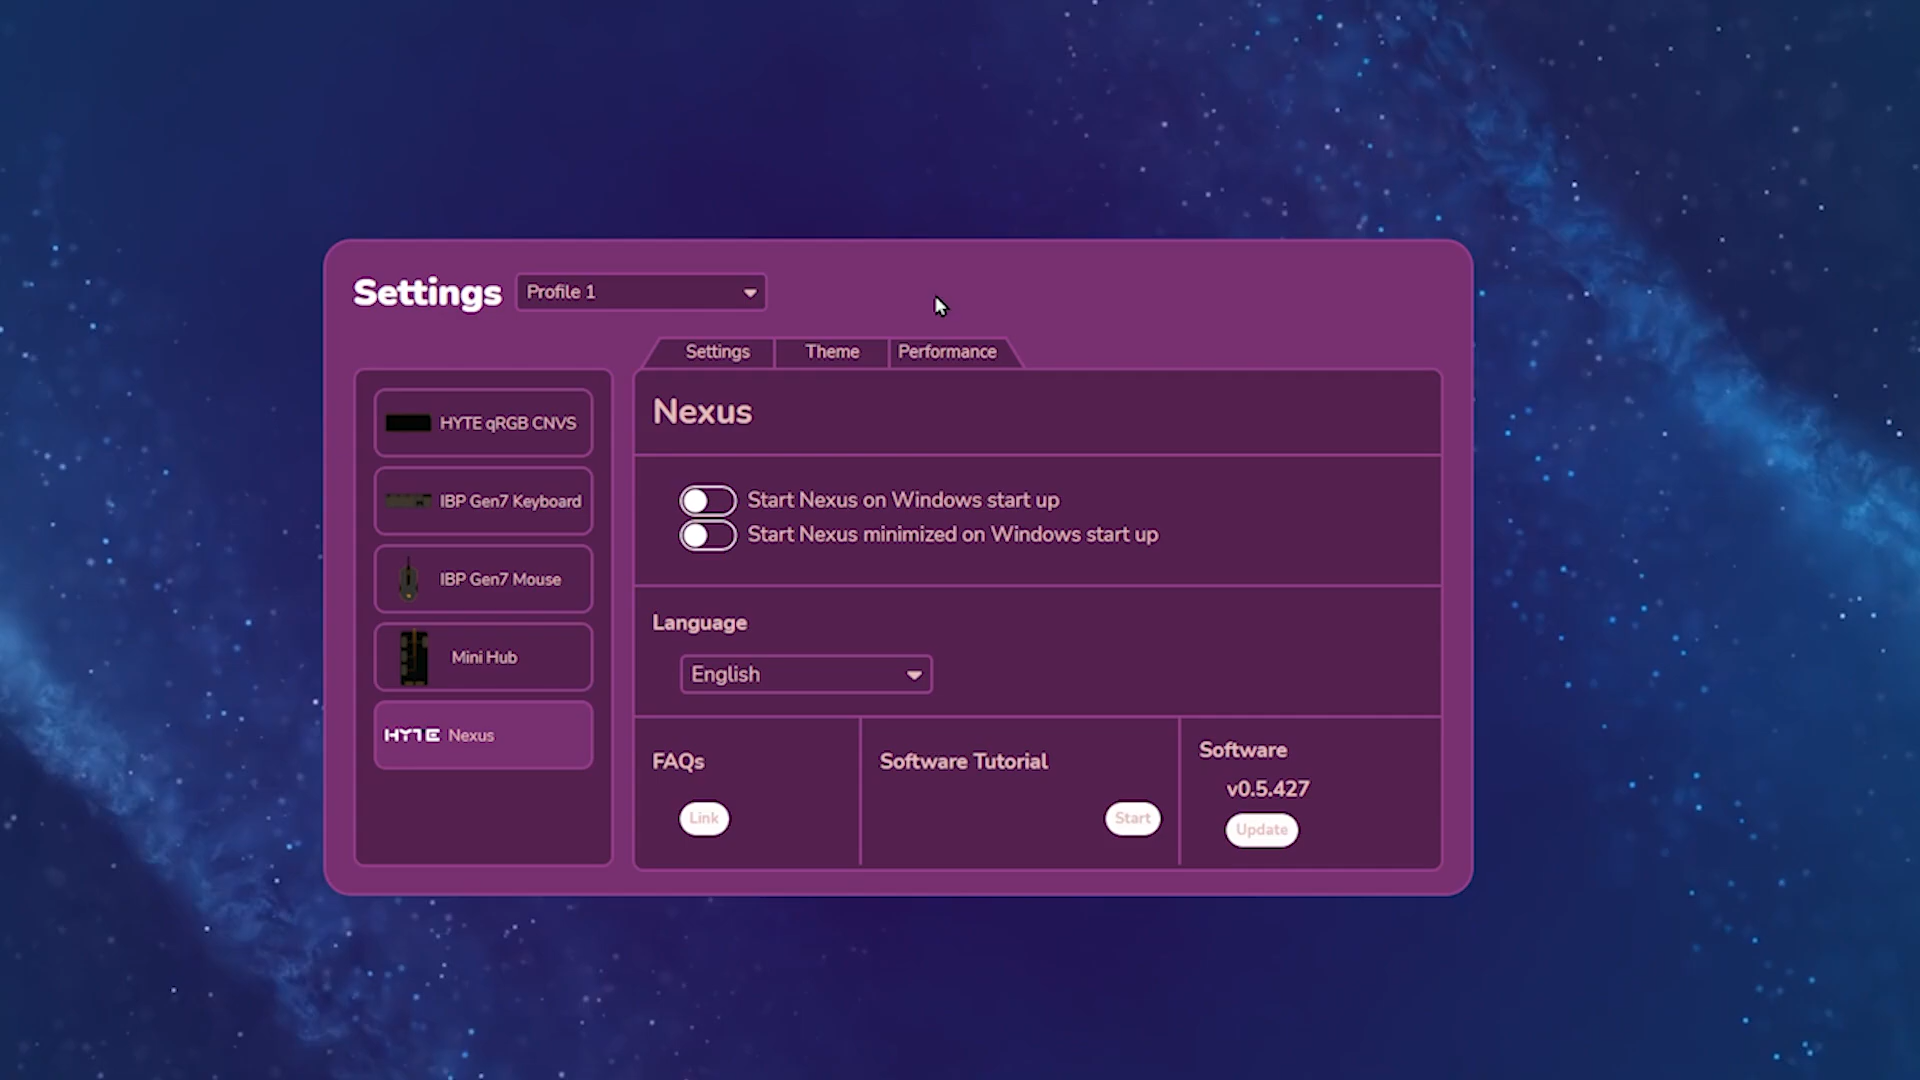 Settings
Profile 1
Settings
Theme
Performance
HYTE qRGB CNVS
IBP Gen7 Keyboard
IBP Gen7 Mouse
Mini Hub
HYTE Nexus
Nexus
Start Nexus on Windows start up
Start Nexus minimized on Windows start up
Language
English
FAQs
Link
Software Tutorial
Start
Software
v0.5.427
Update